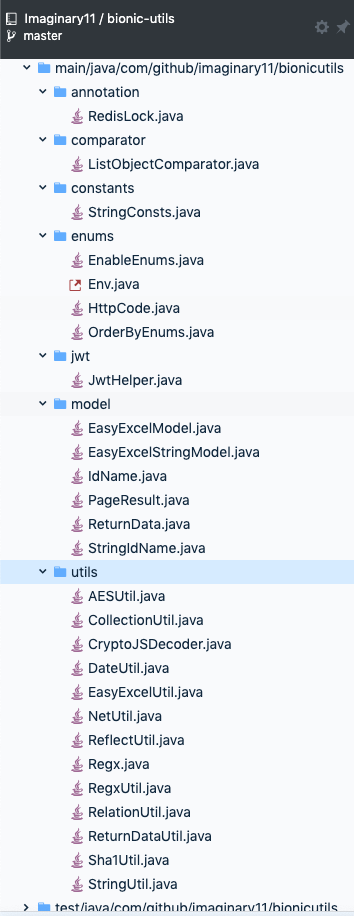 Imaginary11 / bionic-utils
master
main/java/com/github/imaginary11/bionicutils
annotation
RedisLock.java
comparator
ListObjectComparator.java
constants
StringConsts.java
enums
EnableEnums.java
Env.java
HttpCode.java
OrderByEnums.java
jwt
JwtHelper.java
model
EasyExcelModel.java
EasyExcelStringModel.java
IdName.java
PageResult.java
ReturnData.java
StringIdName.java
utils
AESUtil.java
CollectionUtil.java
CryptoJSDecoder.java
DateUtil.java
EasyExcelUtil.java
NetUtil.java
ReflectUtil.java
Regx.java
RegxUtil.java
RelationUtil.java
ReturnDataUtil.java
Sha1Util.java
StringUtil.java
test/java/com/github/imaginary11/bionicutils